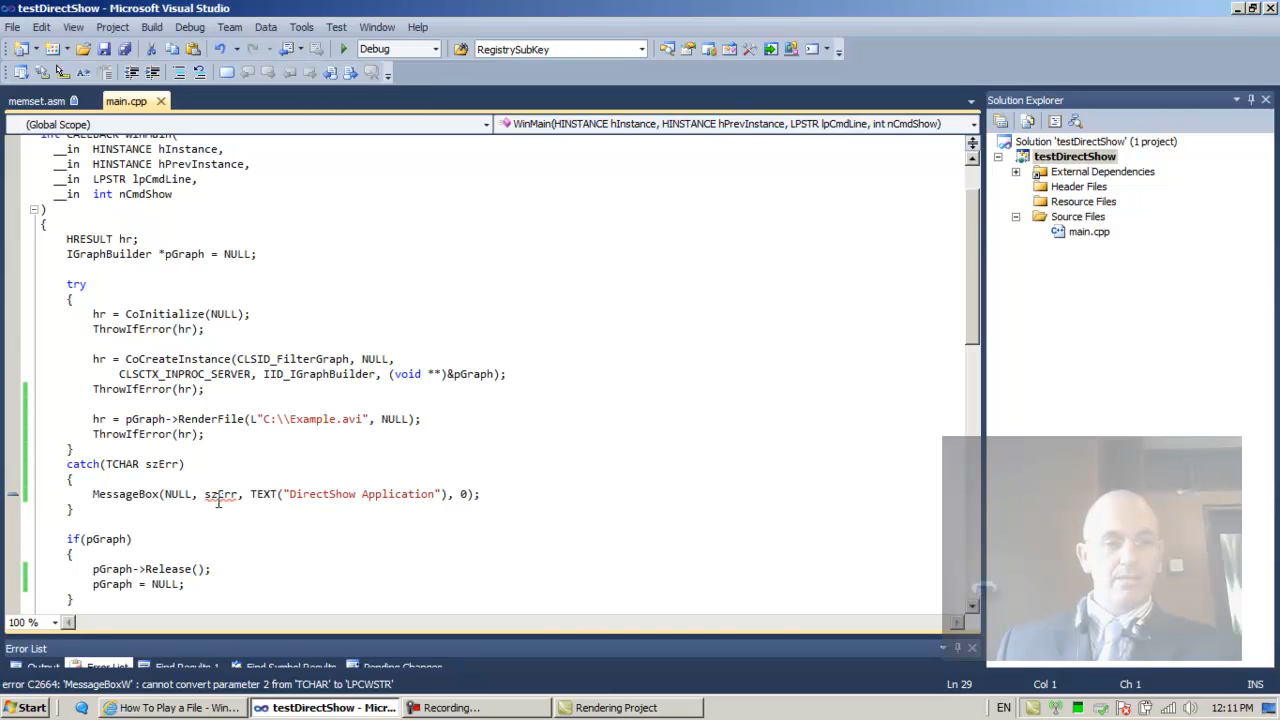 testDirectShow - Microsoft Visual Studio
File Edit View Project Build Debug Team Data Tools Test Window Help
Debug RegistrySubKey
memset.asm main.cpp Solution Explorer
(Global Scope) WinMain(HINSTANCE hInstance, HINSTANCE hPrevInstance, LPSTR lpCmdLine, int nCmdShow)
int CALLBACK WinMain(
__in HINSTANCE hInstance,
__in HINSTANCE hPrevInstance,
__in LPSTR lpCmdLine,
__in int nCmdShow
)
{
HRESULT hr;
IGraphBuilder *pGraph = NULL;
try
{
hr = CoInitialize(NULL);
ThrowIfError(hr);
hr = CoCreateInstance(CLSID_FilterGraph, NULL,
CLSCTX_INPROC_SERVER, IID_IGraphBuilder, (void **)&pGraph);
ThrowIfError(hr);
hr = pGraph->RenderFile(L"C:\\Example.avi", NULL);
ThrowIfError(hr);
}
catch(TCHAR szErr)
{
MessageBox(NULL, szErr, TEXT("DirectShow Application"), 0);
}
if(pGraph)
{
pGraph->Release();
pGraph = NULL;
}
Solution 'testDirectShow' (1 project)
testDirectShow
External Dependencies
Header Files
Resource Files
Source Files
main.cpp
100 %
Error List
Output Error List Find Results 1 Find Symbol Results Pending Changes
error C2664: 'MessageBoxW' : cannot convert parameter 2 from 'TCHAR' to 'LPCWSTR' Ln 29 Col 1 Ch 1 INS
Start How To Play a File - Win... testDirectShow - Micr... Recording... Rendering Project EN 12:11 PM